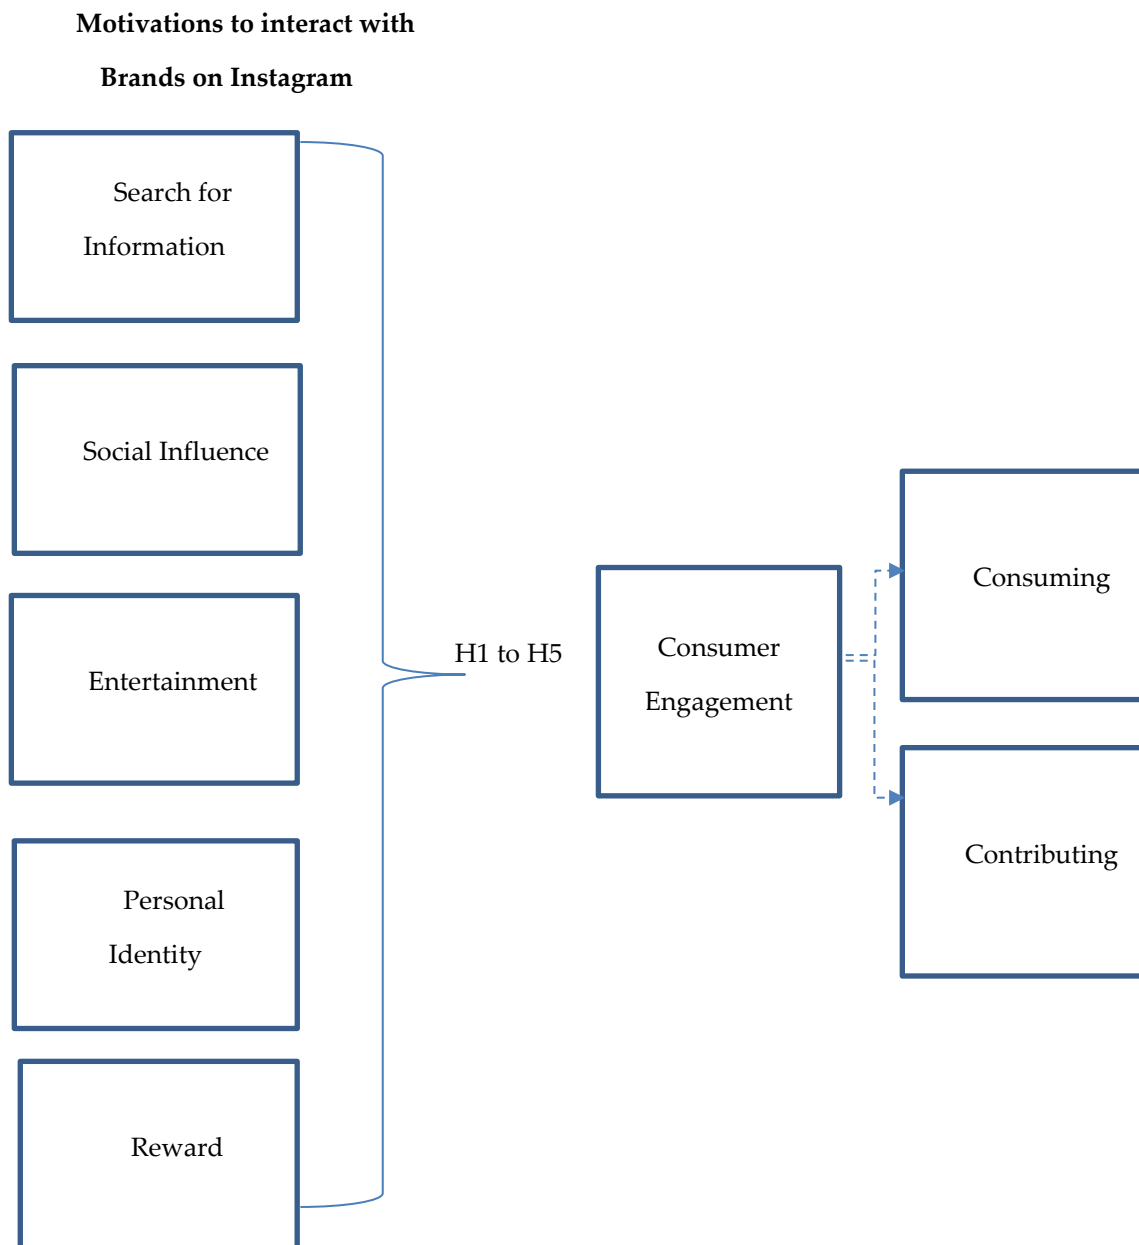 Motivations to interact with
Brands on Instagram
Search for
Information
Social Influence
Entertainment
Personal
Identity
Reward
H1 to H5
Consumer
Engagement
Consuming
Contributing